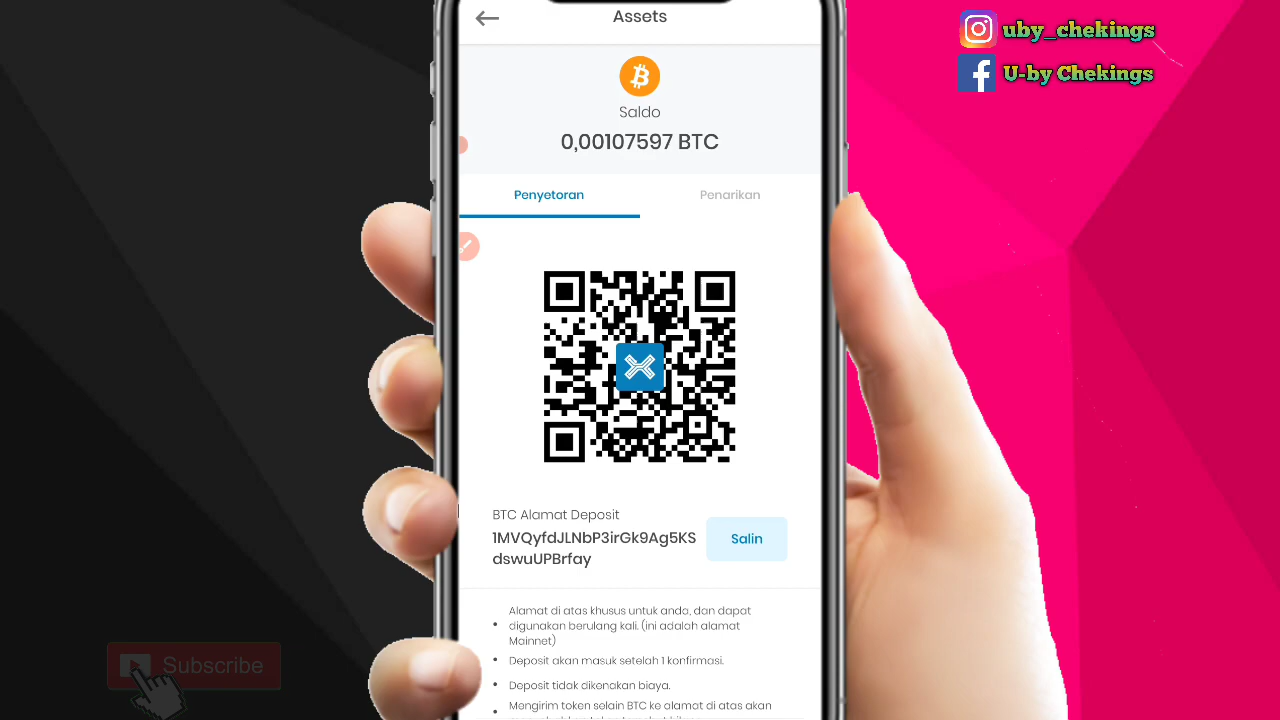 Assets
uby_chekings
U-by Chekings
Saldo
0,00107597 BTC
Penyetoran
Penarikan
BTC Alamat Deposit
1MVQyfdJLNbP3irGk9Ag5KS
dswuUPBrfay
Salin
Alamat di atas khusus untuk anda, dan dapat
digunakan berulang kali. (ini adalah alamat
Mainnet)
Deposit akan masuk setelah 1 konfirmasi.
Deposit tidak dikenakan biaya.
Mengirim token selain BTC ke alamat di atas akan
Subscribe